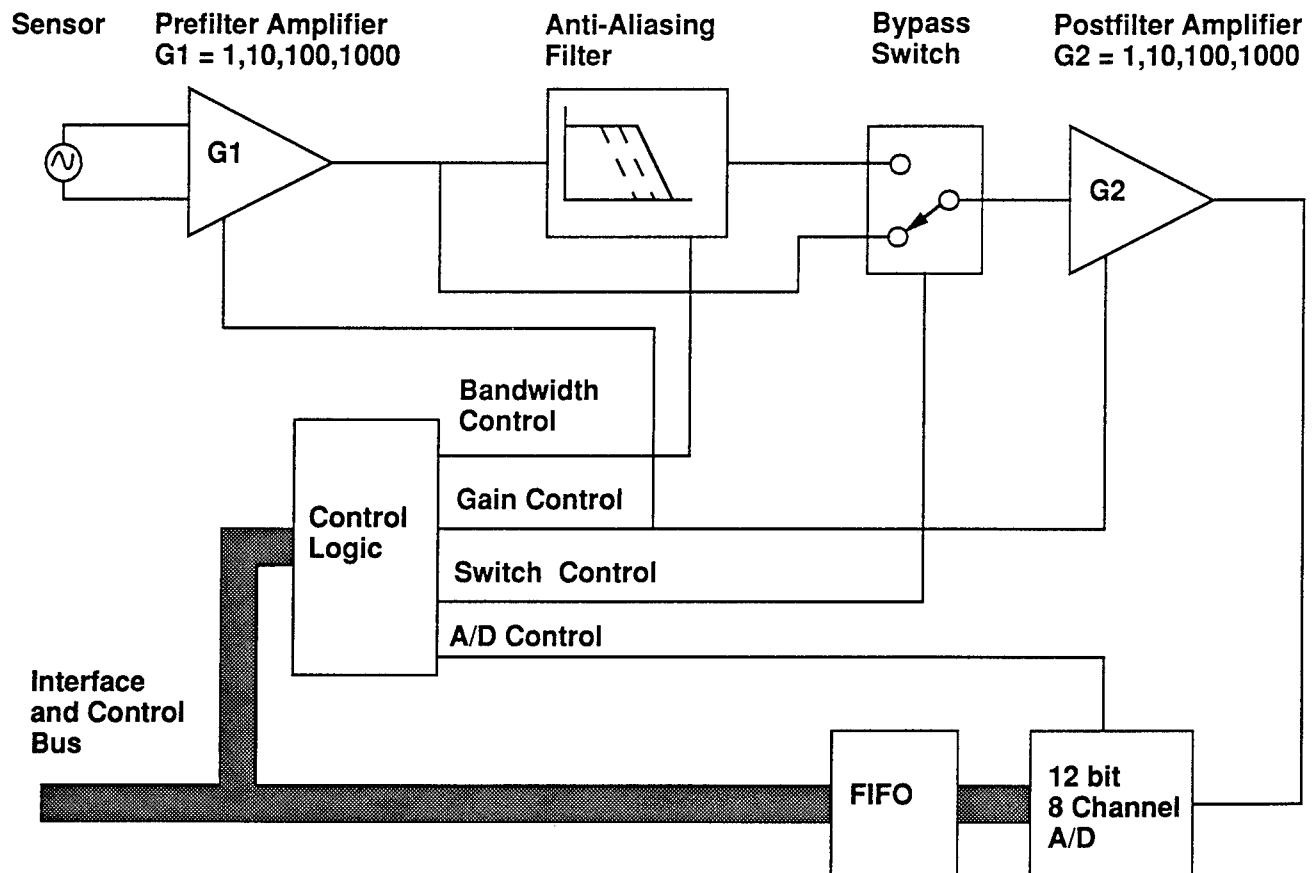 Sensor
Prefilter Amplifier
G1 = 1,10,100,1000
Anti-Aliasing
Filter
Bypass
Switch
Postfilter Amplifier
G2 = 1,10,100,1000
G1
G2
Bandwidth
Control
Gain Control
Control
Logic
Switch Control
A/D Control
Interface
and Control
Bus
FIFO
12 bit
8 Channel
A/D